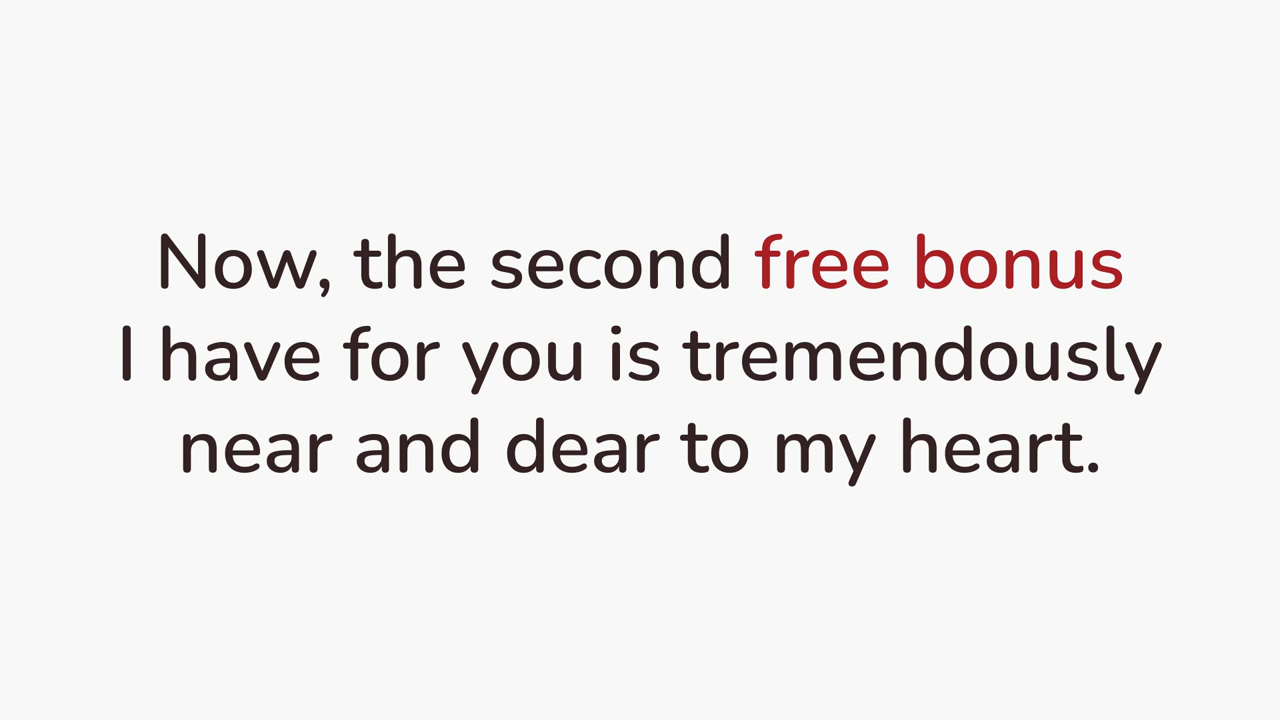 Now, the second free bonus
I have for you is tremendously
near and dear to my heart.